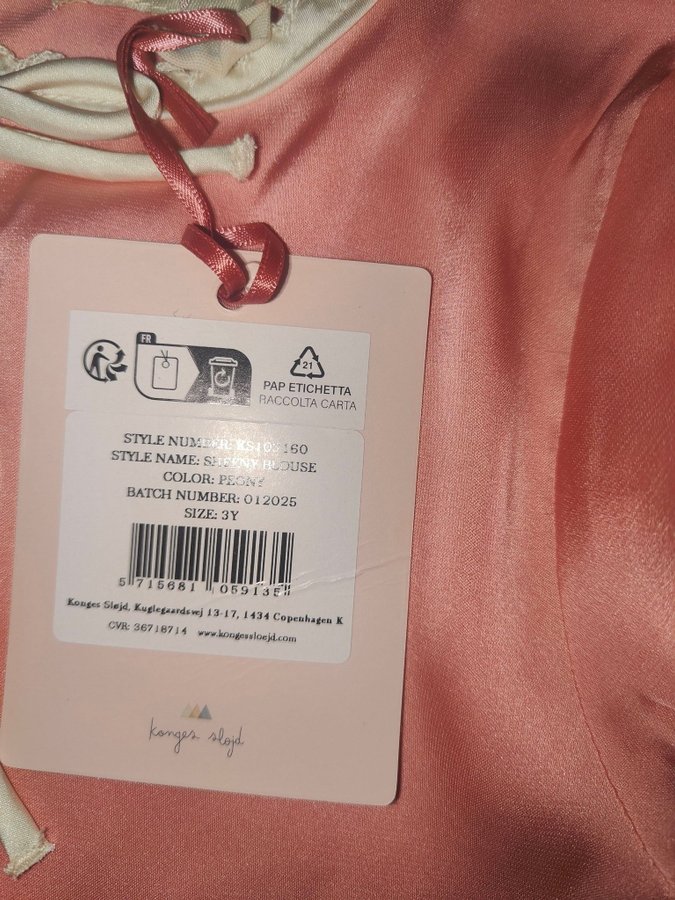 FR
21
PAP ETICHETTA
RACCOLTA CARTA
STYLE NUMBER:
STYLE NAME: SHEENY BLOUSE
COLOR: PEONY
BATCH NUMBER: 012025
SIZE: 3Y
5 715681 059135
Konges Sløjd, Kuglegaardsvej 13-17, 1434 Copenhagen K
CVR: 36718714 www.kongessloejd.com
konges sløjd